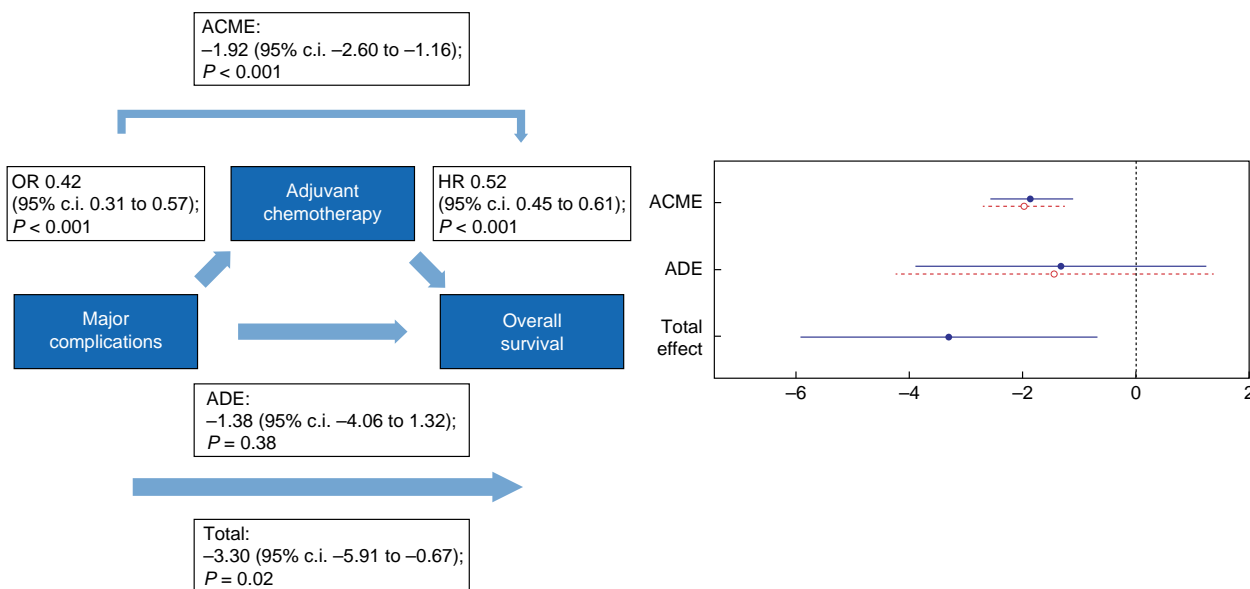 ACME:
–1.92 (95% c.i. –2.60 to –1.16);
P < 0.001
OR 0.42
(95% c.i. 0.31 to 0.57);
P < 0.001
Adjuvant
chemotherapy
HR 0.52
(95% c.i. 0.45 to 0.61);
P < 0.001
Major
complications
Overall
survival
ADE:
–1.38 (95% c.i. –4.06 to 1.32);
P = 0.38
Total:
–3.30 (95% c.i. –5.91 to –0.67);
P = 0.02
ACME
ADE
Total
effect
–6 –4 –2 0 2